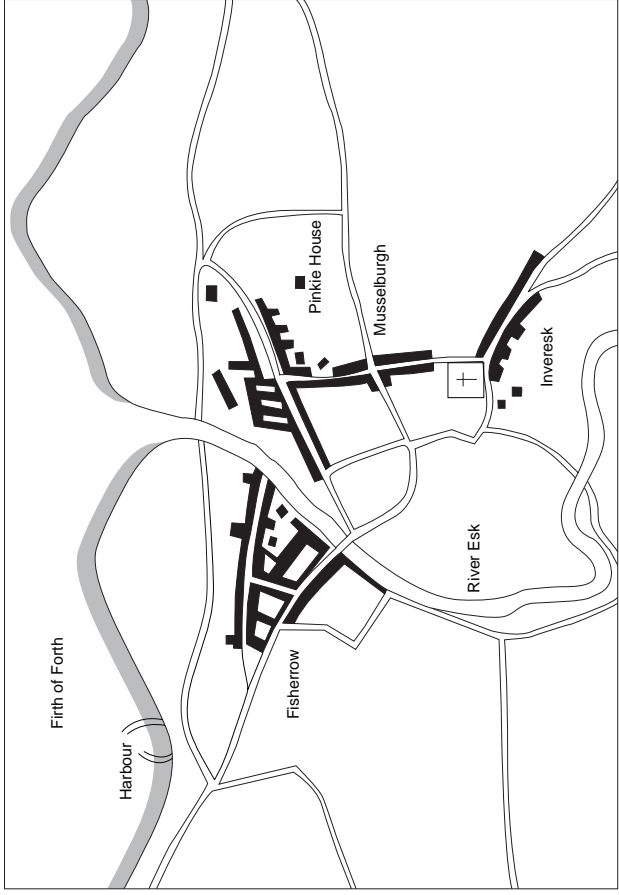 Firth of Forth
Harbour
Fisherrow
River Esk
Inveresk
Musselburgh
Pinkie House